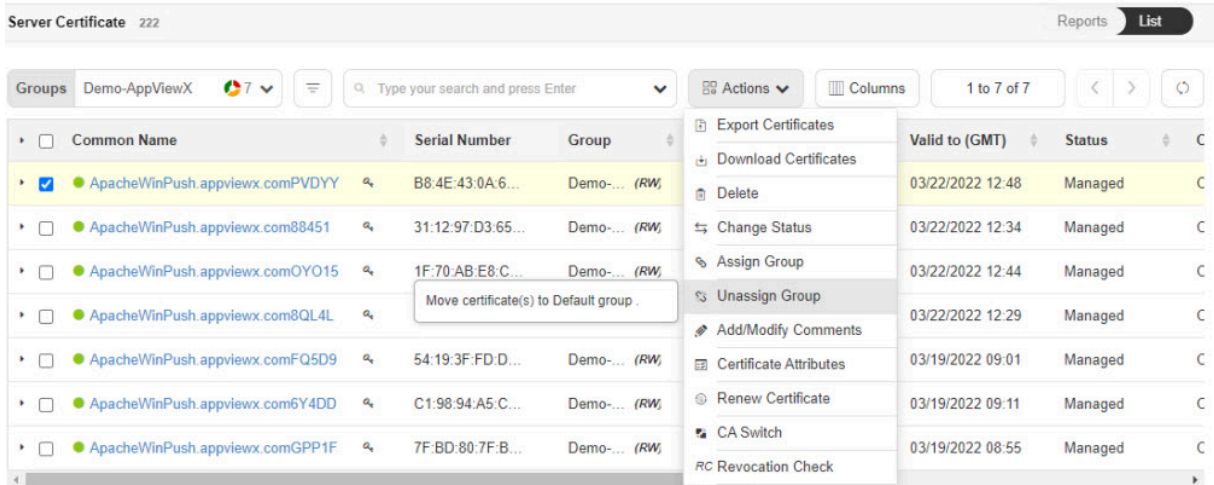 Server Certificate 222 Reports List
Groups Demo-AppViewX 7 Type your search and press Enter Actions Columns 1 to 7 of 7
Common Name Serial Number Group Valid to (GMT) Status C
ApacheWinPush.appviewx.comPVDYY B8:4E:43:0A:6... Demo-... (RW) 03/22/2022 12:48 Managed C
ApacheWinPush.appviewx.com88451 31:12:97:D3:65... Demo-... (RW) 03/22/2022 12:34 Managed C
ApacheWinPush.appviewx.comOYO15 1F:70:AB:E8:C... Demo-... (RW) 03/22/2022 12:44 Managed C
ApacheWinPush.appviewx.com8QL4L 03/22/2022 12:29 Managed C
ApacheWinPush.appviewx.comFQ5D9 54:19:3F:FD:D... Demo-... (RW) 03/19/2022 09:01 Managed C
ApacheWinPush.appviewx.com6Y4DD C1:98:94:A5:C... Demo-... (RW) 03/19/2022 09:11 Managed C
ApacheWinPush.appviewx.comGPP1F 7F:BD:80:7F:B... Demo-... (RW) 03/19/2022 08:55 Managed C
Move certificate(s) to Default group .
Export Certificates
Download Certificates
Delete
Change Status
Assign Group
Unassign Group
Add/Modify Comments
Certificate Attributes
Renew Certificate
CA Switch
RC Revocation Check